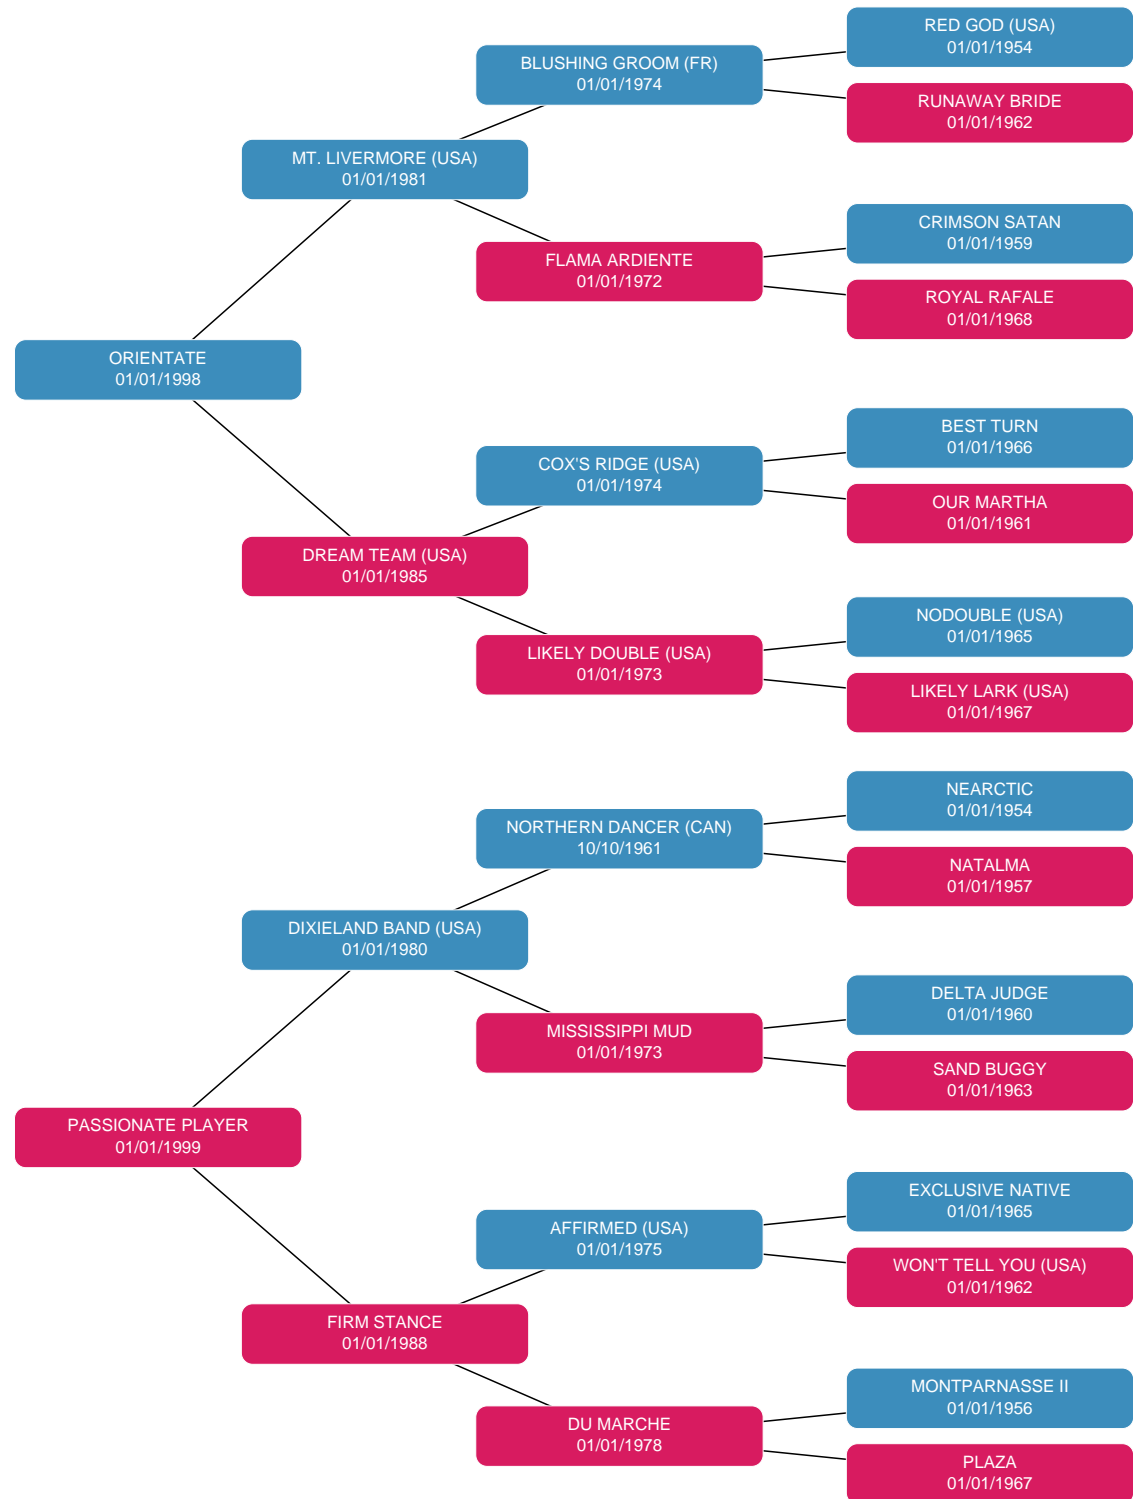 RED GOD (USA)
01/01/1954
BLUSHING GROOM (FR)
01/01/1974
RUNAWAY BRIDE
01/01/1962
MT. LIVERMORE (USA)
01/01/1981
CRIMSON SATAN
01/01/1959
FLAMA ARDIENTE
01/01/1972
ROYAL RAFALE
01/01/1968
ORIENTATE
01/01/1998
BEST TURN
01/01/1966
COX'S RIDGE (USA)
01/01/1974
OUR MARTHA
01/01/1961
DREAM TEAM (USA)
01/01/1985
NODOUBLE (USA)
01/01/1965
LIKELY DOUBLE (USA)
01/01/1973
LIKELY LARK (USA)
01/01/1967
NEARCTIC
01/01/1954
NORTHERN DANCER (CAN)
10/10/1961
NATALMA
01/01/1957
DIXIELAND BAND (USA)
01/01/1980
DELTA JUDGE
01/01/1960
MISSISSIPPI MUD
01/01/1973
SAND BUGGY
01/01/1963
PASSIONATE PLAYER
01/01/1999
EXCLUSIVE NATIVE
01/01/1965
AFFIRMED (USA)
01/01/1975
WON'T TELL YOU (USA)
01/01/1962
FIRM STANCE
01/01/1988
MONTPARNASSE II
01/01/1956
DU MARCHE
01/01/1978
PLAZA
01/01/1967